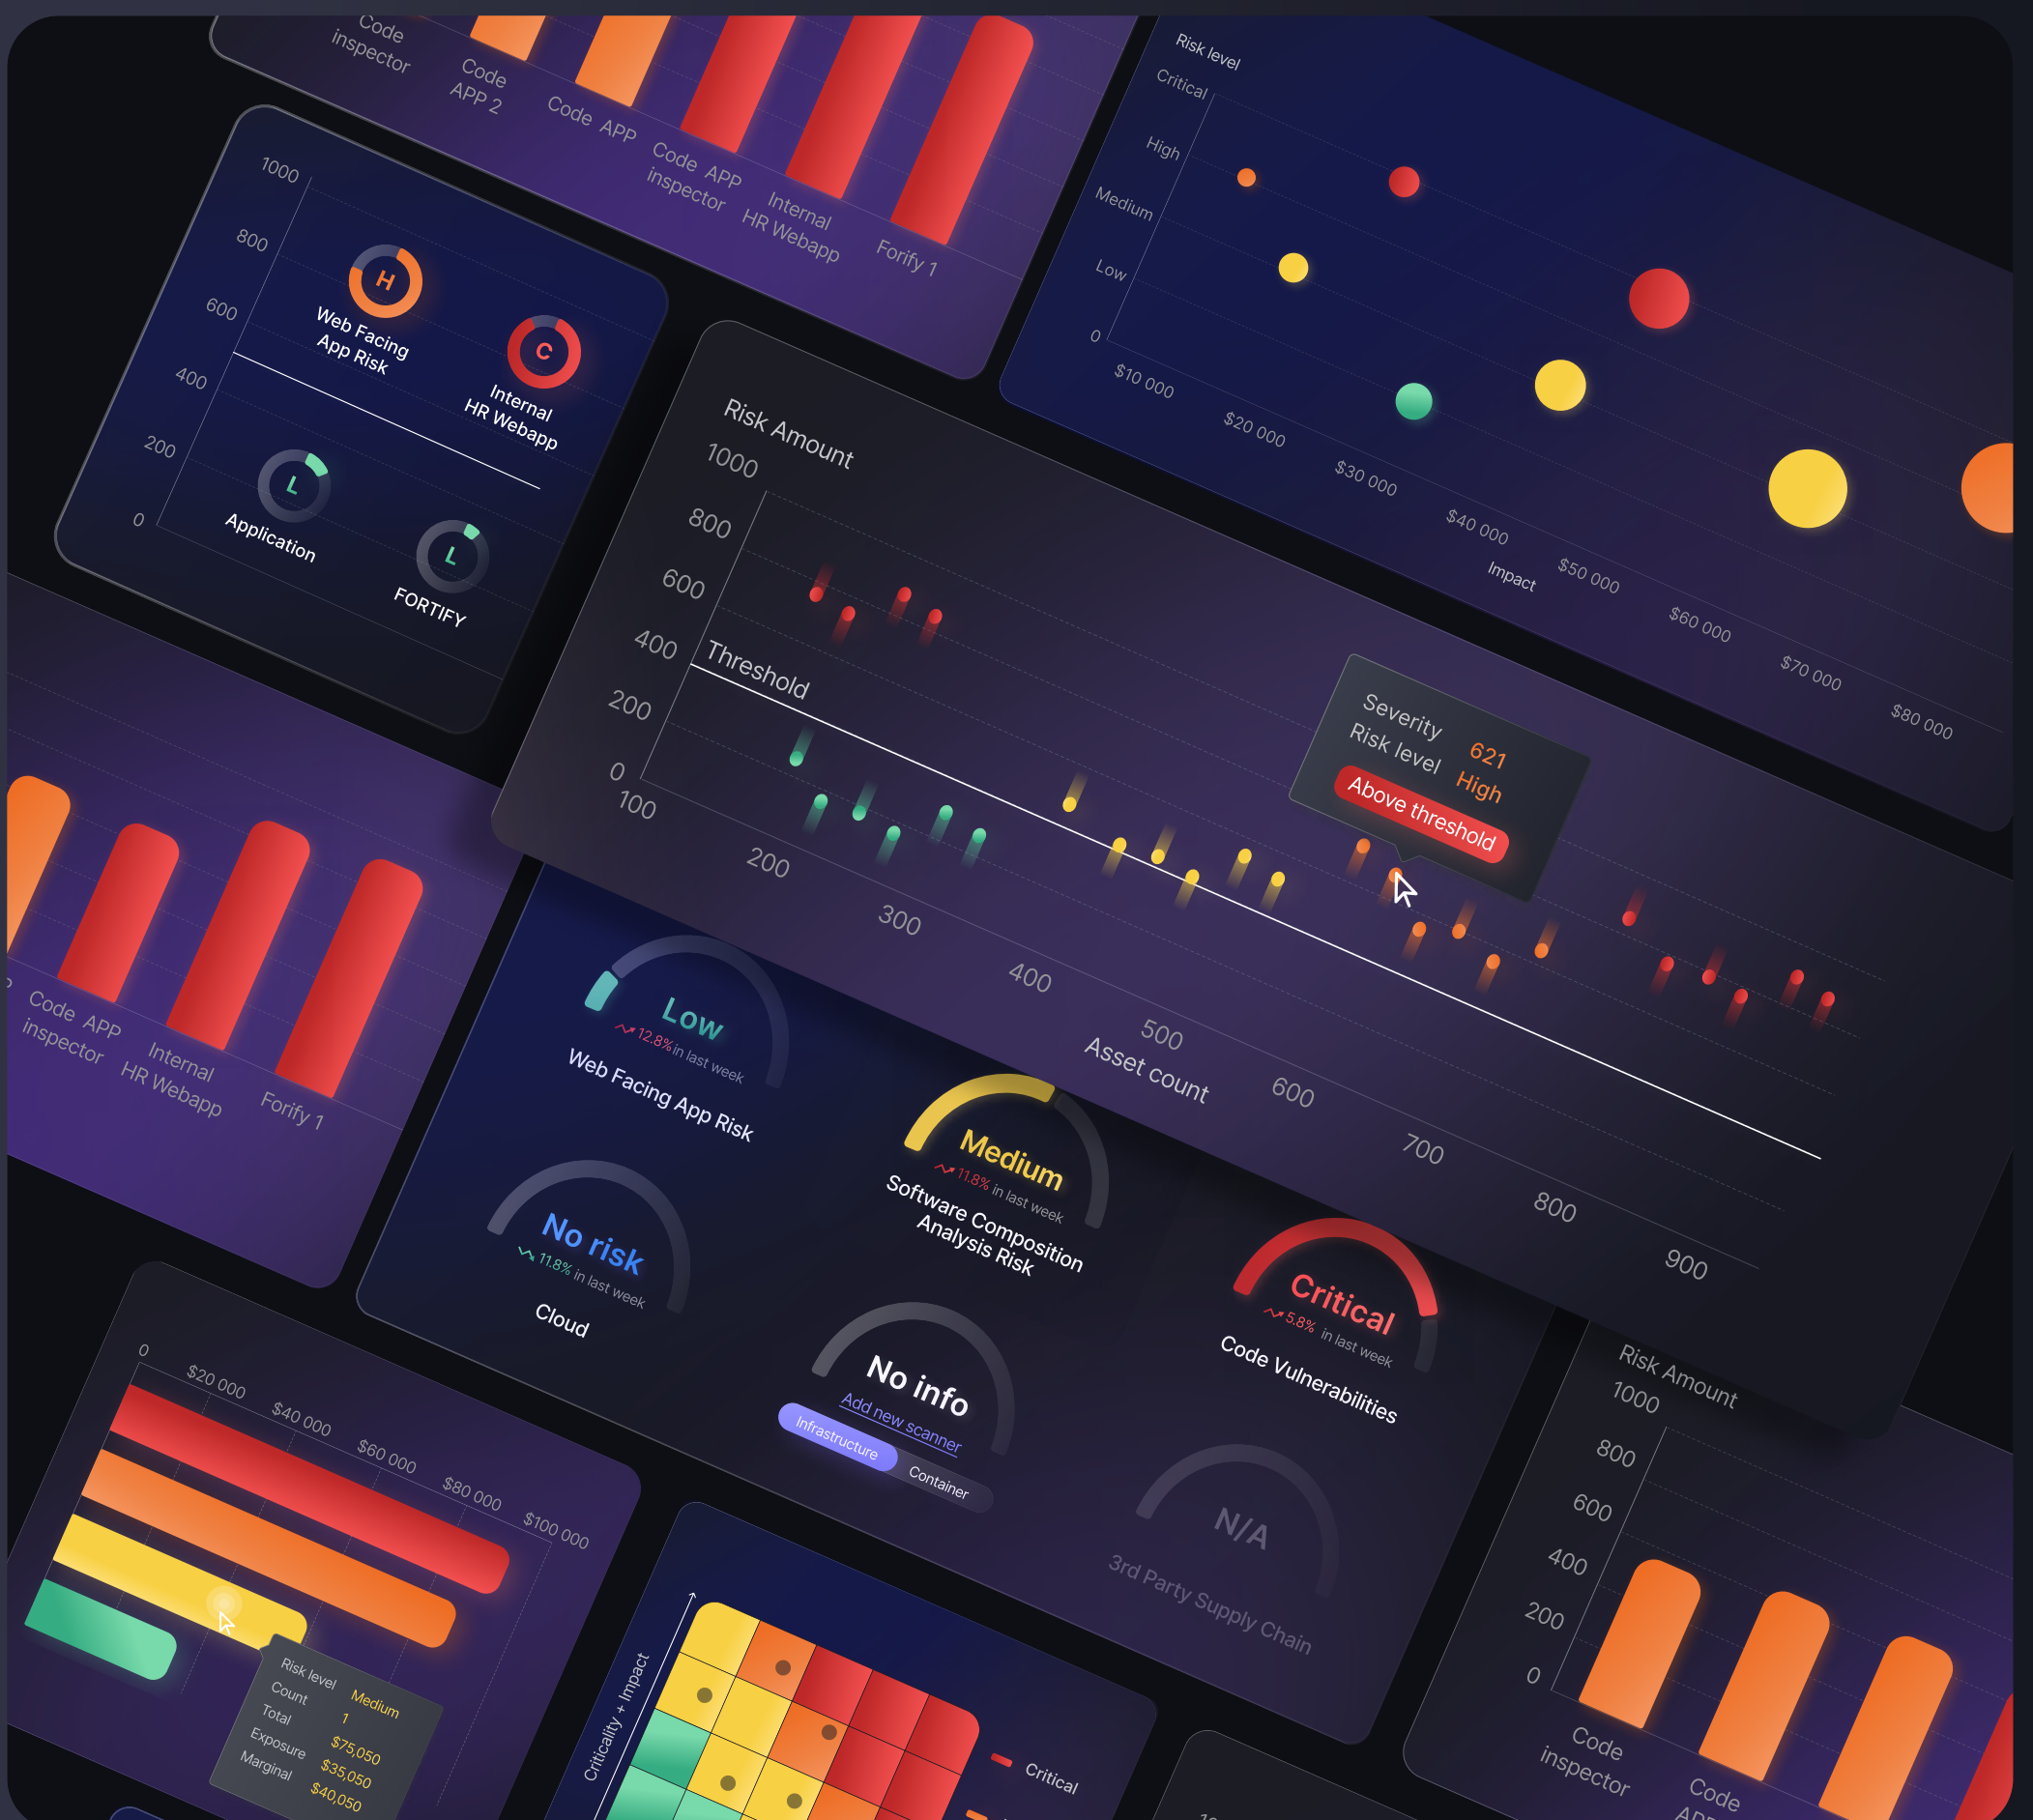 Code
inspector
Code
APP 2
Code APP
Code APP
inspector
Internal
HR Webapp
Forify 1
Risk level
Critical
High
Medium
Low
0
$10 000
$20 000
$30 000
$40 000
$50 000
$60 000
$70 000
$80 000
Impact
1000
800
600
400
200
0
H
Web Facing
App Risk
C
Internal
HR Webapp
L
Application
L
FORTIFY
Risk Amount
1000
800
600
400
200
0
Threshold
100
200
300
400
500
600
700
800
900
Asset count
Severity 621
Risk level High
Above threshold
Code APP
inspector
Internal
HR Webapp
Forify 1
Low
12.8% in last week
Web Facing App Risk
Medium
11.8% in last week
Software Composition
Analysis Risk
Critical
5.8% in last week
Code Vulnerabilities
No risk
11.8% in last week
Cloud
No info
Add new scanner
Infrastructure Container
N/A
3rd Party Supply Chain
0
$20 000
$40 000
$60 000
$80 000
$100 000
Risk level Medium
Count 1
Total $75,050
Exposure $35,050
Marginal $40,050
Criticality + Impact
Critical
Risk Amount
1000
800
600
400
200
0
Code
inspector
Code